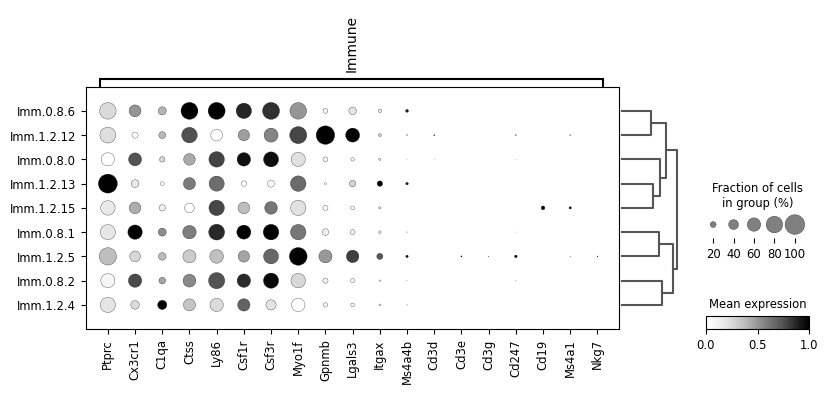 Immune
Imm.0.8.6
Imm.1.2.12
Imm.0.8.0
Imm.1.2.13
Imm.1.2.15
Imm.0.8.1
Imm.1.2.5
Imm.0.8.2
Imm.1.2.4
Ptprc
Cx3cr1
C1qa
Ctss
Ly86
Csf1r
Csf3r
Myo1f
Gpnmb
Lgals3
Itgax
Ms4a4b
Cd3d
Cd3e
Cd3g
Cd247
Cd19
Ms4a1
Nkg7
Fraction of cells
in group (%)
20 40 60 80 100
Mean expression
0.0 0.5 1.0